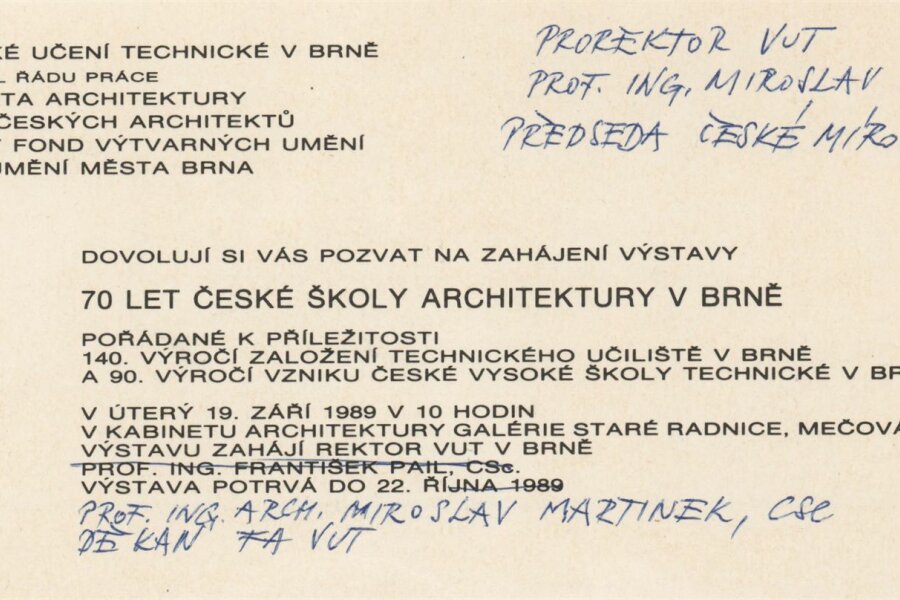 KÉ UČENÍ TECHNICKÉ V BRNĚ
L ŘÁDU PRÁCE
TA ARCHITEKTURY
ČESKÝCH ARCHITEKTŮ
FOND VÝTVARNÝCH UMĚNÍ
UMĚNÍ MĚSTA BRNA
PROREKTOR VUT
PROF. ING. MIROSLAV
PŘEDSEDA ČESKÉ MÍRO
DOVOLUJÍ SI VÁS POZVAT NA ZAHÁJENÍ VÝSTAVY
70 LET ČESKÉ ŠKOLY ARCHITEKTURY V BRNĚ
POŘÁDANÉ K PŘÍLEŽITOSTI
140. VÝROČÍ ZALOŽENÍ TECHNICKÉHO UČILIŠTĚ V BRNĚ
A 90. VÝROČÍ VZNIKU ČESKÉ VYSOKÉ ŠKOLY TECHNICKÉ V BR
V ÚTERÝ 19. ZÁŘÍ 1989 V 10 HODIN
V KABINETU ARCHITEKTURY GALÉRIE STARÉ RADNICE, MEČOVÁ
VÝSTAVU ZAHÁJÍ REKTOR VUT V BRNĚ
PROF. ING. FRANTIŠEK PAIL, CSc.
VÝSTAVA POTRVÁ DO 22. ŘÍJNA 1989
PROF. ING. ARCH. MIROSLAV MARTINEK, CSc
DĚKAN FA VUT